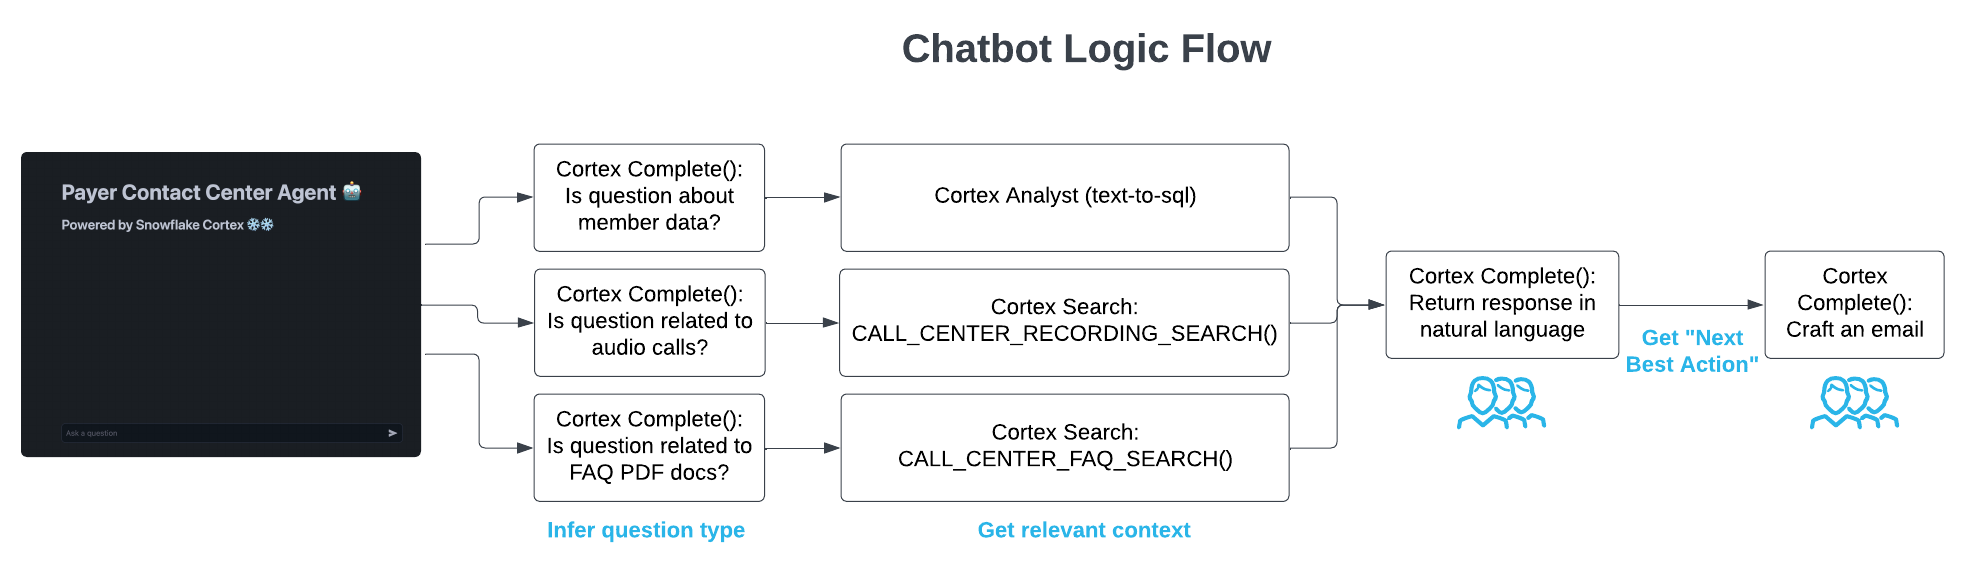 Chatbot Logic Flow
Payer Contact Center Agent 🤖
Powered by Snowflake Cortex ❄️❄️
Ask a question
Cortex Complete():
Is question about
member data?
Cortex Analyst (text-to-sql)
Cortex Complete():
Is question related to
audio calls?
Cortex Search:
CALL_CENTER_RECORDING_SEARCH()
Cortex Complete():
Is question related to
FAQ PDF docs?
Cortex Search:
CALL_CENTER_FAQ_SEARCH()
Infer question type
Get relevant context
Cortex Complete():
Return response in
natural language
Get "Next
Best Action"
Cortex
Complete():
Craft an email